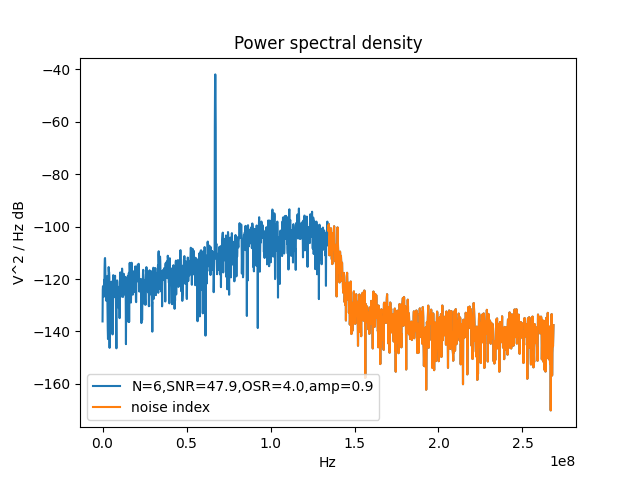 Power spectral density
V^2 / Hz dB
−40
−60
−80
−100
−120
−140
−160
N=6,SNR=47.9,OSR=4.0,amp=0.9
noise index
0.0 0.5 1.0 1.5 2.0 2.5
1e8
Hz